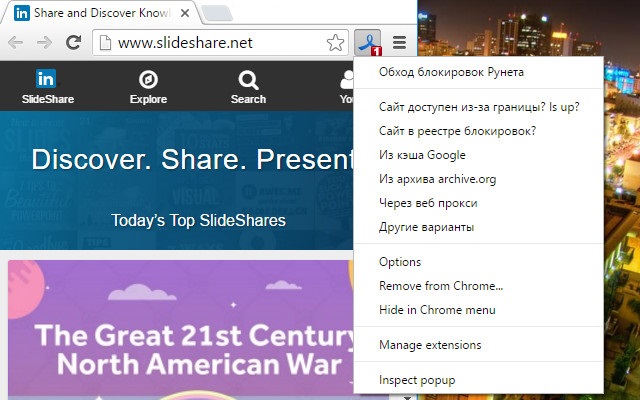 Share and Discover Knowl
www.slideshare.net
1
in
SlideShare
Explore
Search
You
Discover. Share. Present
Today's Top SlideShares
The Great 21st Century
North American War
Обход блокировок Рунета
Сайт доступен из-за границы? Is up?
Сайт в реестре блокировок?
Из кэша Google
Из архива archive.org
Через веб прокси
Другие варианты
Options
Remove from Chrome...
Hide in Chrome menu
Manage extensions
Inspect popup